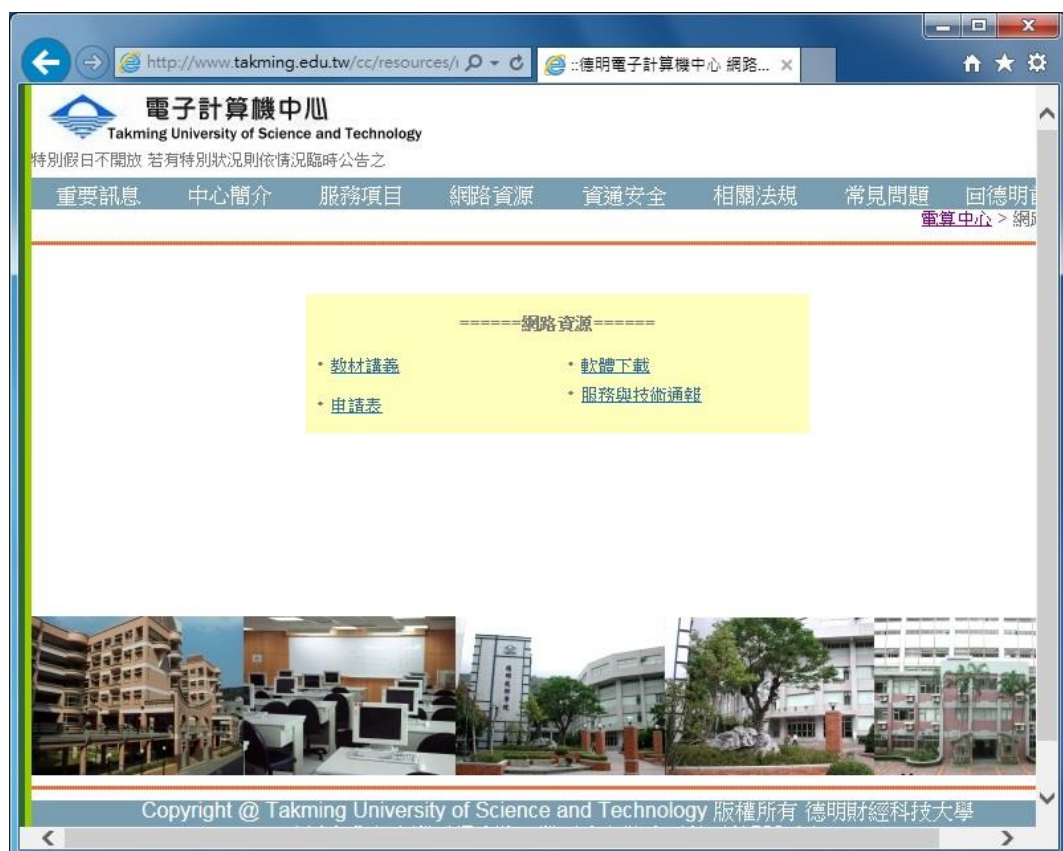 http://www.takming.edu.tw/cc/resources/
::德明電子計算機中心 網路...
電子計算機中心
Takming University of Science and Technology
特別假日不開放 若有特別狀況則依情況臨時公告之
重要訊息 中心簡介 服務項目 網路資源 資通安全 相關法規 常見問題 回德明
電算中心 > 網
======網路資源======
教材講義 軟體下載
申請表 服務與技術通報
Copyright @ Takming University of Science and Technology 版權所有 德明財經科技大學